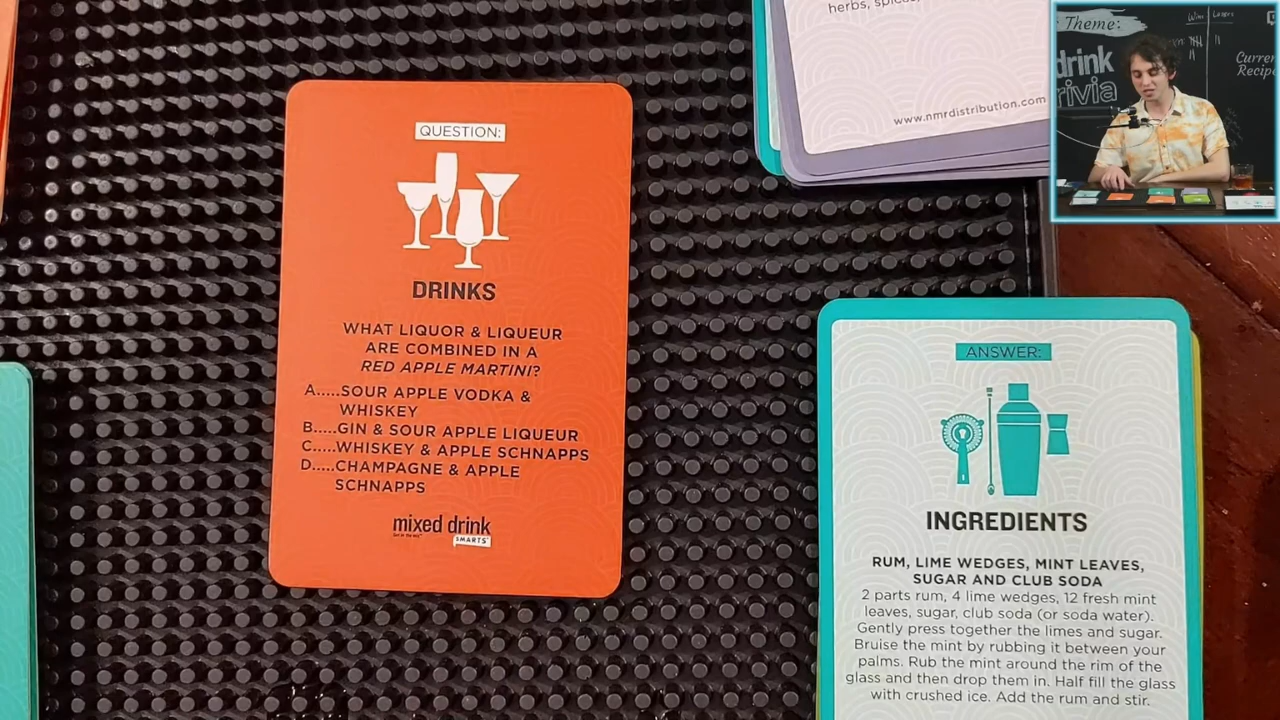 QUESTION:
DRINKS
WHAT LIQUOR & LIQUEUR
ARE COMBINED IN A
RED APPLE MARTINI?
A.....SOUR APPLE VODKA &
WHISKEY
B.....GIN & SOUR APPLE LIQUEUR
C.....WHISKEY & APPLE SCHNAPPS
D.....CHAMPAGNE & APPLE
SCHNAPPS
mixed drink
SMARTS
herbs, spices,
www.nmrdistribution.com
Theme:
drink
Wins
Losses
ANSWER:
INGREDIENTS
RUM, LIME WEDGES, MINT LEAVES,
SUGAR AND CLUB SODA
2 parts rum, 4 lime wedges, 12 fresh mint
leaves, sugar, club soda (or soda water).
Gently press together the limes and sugar.
Bruise the mint by rubbing it between your
palms. Rub the mint around the rim of the
glass and then drop them in. Half fill the glass
with crushed ice. Add the rum and stir.